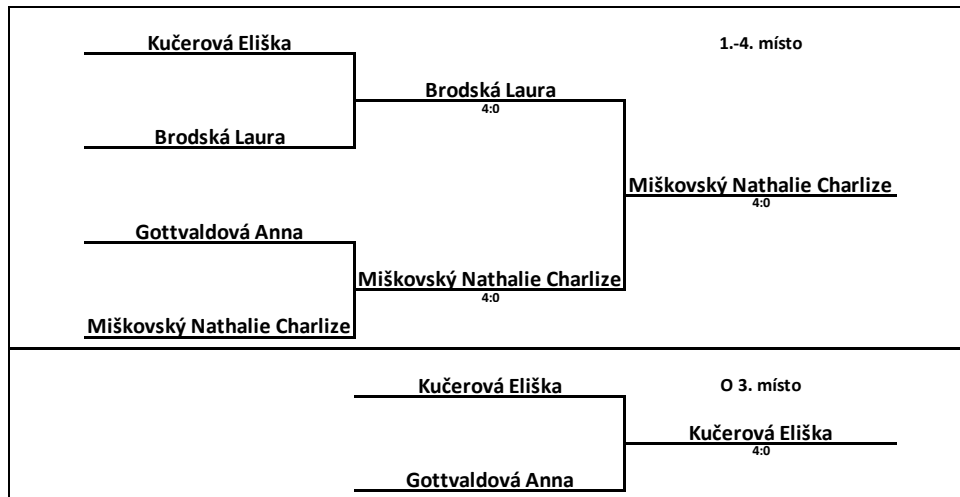 Kučerová Eliška
1.-4. místo
Brodská Laura
4:0
Brodská Laura
Miškovský Nathalie Charlize
4:0
Gottvaldová Anna
Miškovský Nathalie Charlize
4:0
Miškovský Nathalie Charlize
Kučerová Eliška
O 3. místo
Kučerová Eliška
4:0
Gottvaldová Anna